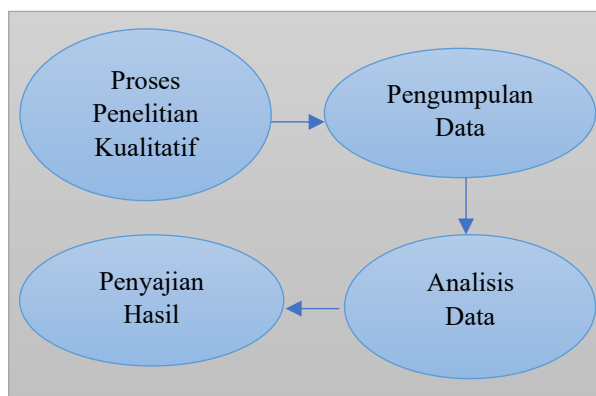 Proses
Penelitian
Kualitatif
Pengumpulan
Data
Analisis
Data
Penyajian
Hasil